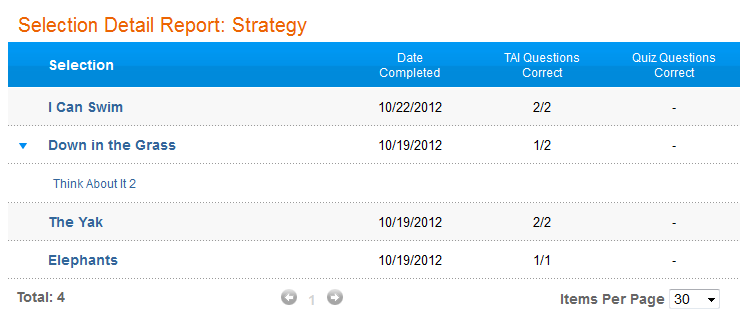 Selection Detail Report: Strategy
Selection Date Completed TAI Questions Correct Quiz Questions Correct
I Can Swim 10/22/2012 2/2 -
Down in the Grass 10/19/2012 1/2 -
Think About It 2
The Yak 10/19/2012 2/2 -
Elephants 10/19/2012 1/1 -
Total: 4 1 Items Per Page 30